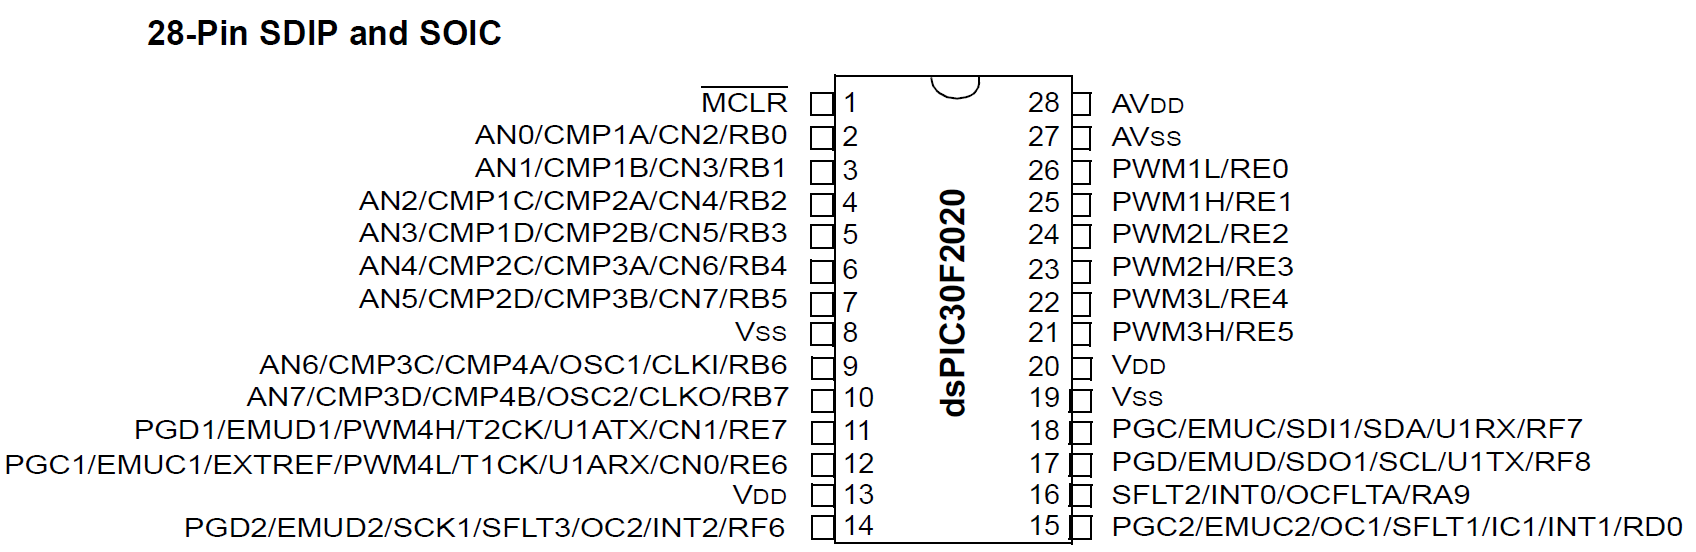 28-Pin SDIP and SOIC
MCLR 1 28 AVDD
AN0/CMP1A/CN2/RB0 2 27 AVSS
AN1/CMP1B/CN3/RB1 3 26 PWM1L/RE0
AN2/CMP1C/CMP2A/CN4/RB2 4 25 PWM1H/RE1
AN3/CMP1D/CMP2B/CN5/RB3 5 24 PWM2L/RE2
AN4/CMP2C/CMP3A/CN6/RB4 6 23 PWM2H/RE3
AN5/CMP2D/CMP3B/CN7/RB5 7 22 PWM3L/RE4
VSS 8 21 PWM3H/RE5
AN6/CMP3C/CMP4A/OSC1/CLKI/RB6 9 20 VDD
AN7/CMP3D/CMP4B/OSC2/CLKO/RB7 10 19 VSS
PGD1/EMUD1/PWM4H/T2CK/U1ATX/CN1/RE7 11 18 PGC/EMUC/SDI1/SDA/U1RX/RF7
PGC1/EMUC1/EXTREF/PWM4L/T1CK/U1ARX/CN0/RE6 12 17 PGD/EMUD/SDO1/SCL/U1TX/RF8
VDD 13 16 SFLT2/INT0/OCFLTA/RA9
PGD2/EMUD2/SCK1/SFLT3/OC2/INT2/RF6 14 15 PGC2/EMUC2/OC1/SFLT1/IC1/INT1/RD0
dsPIC30F2020